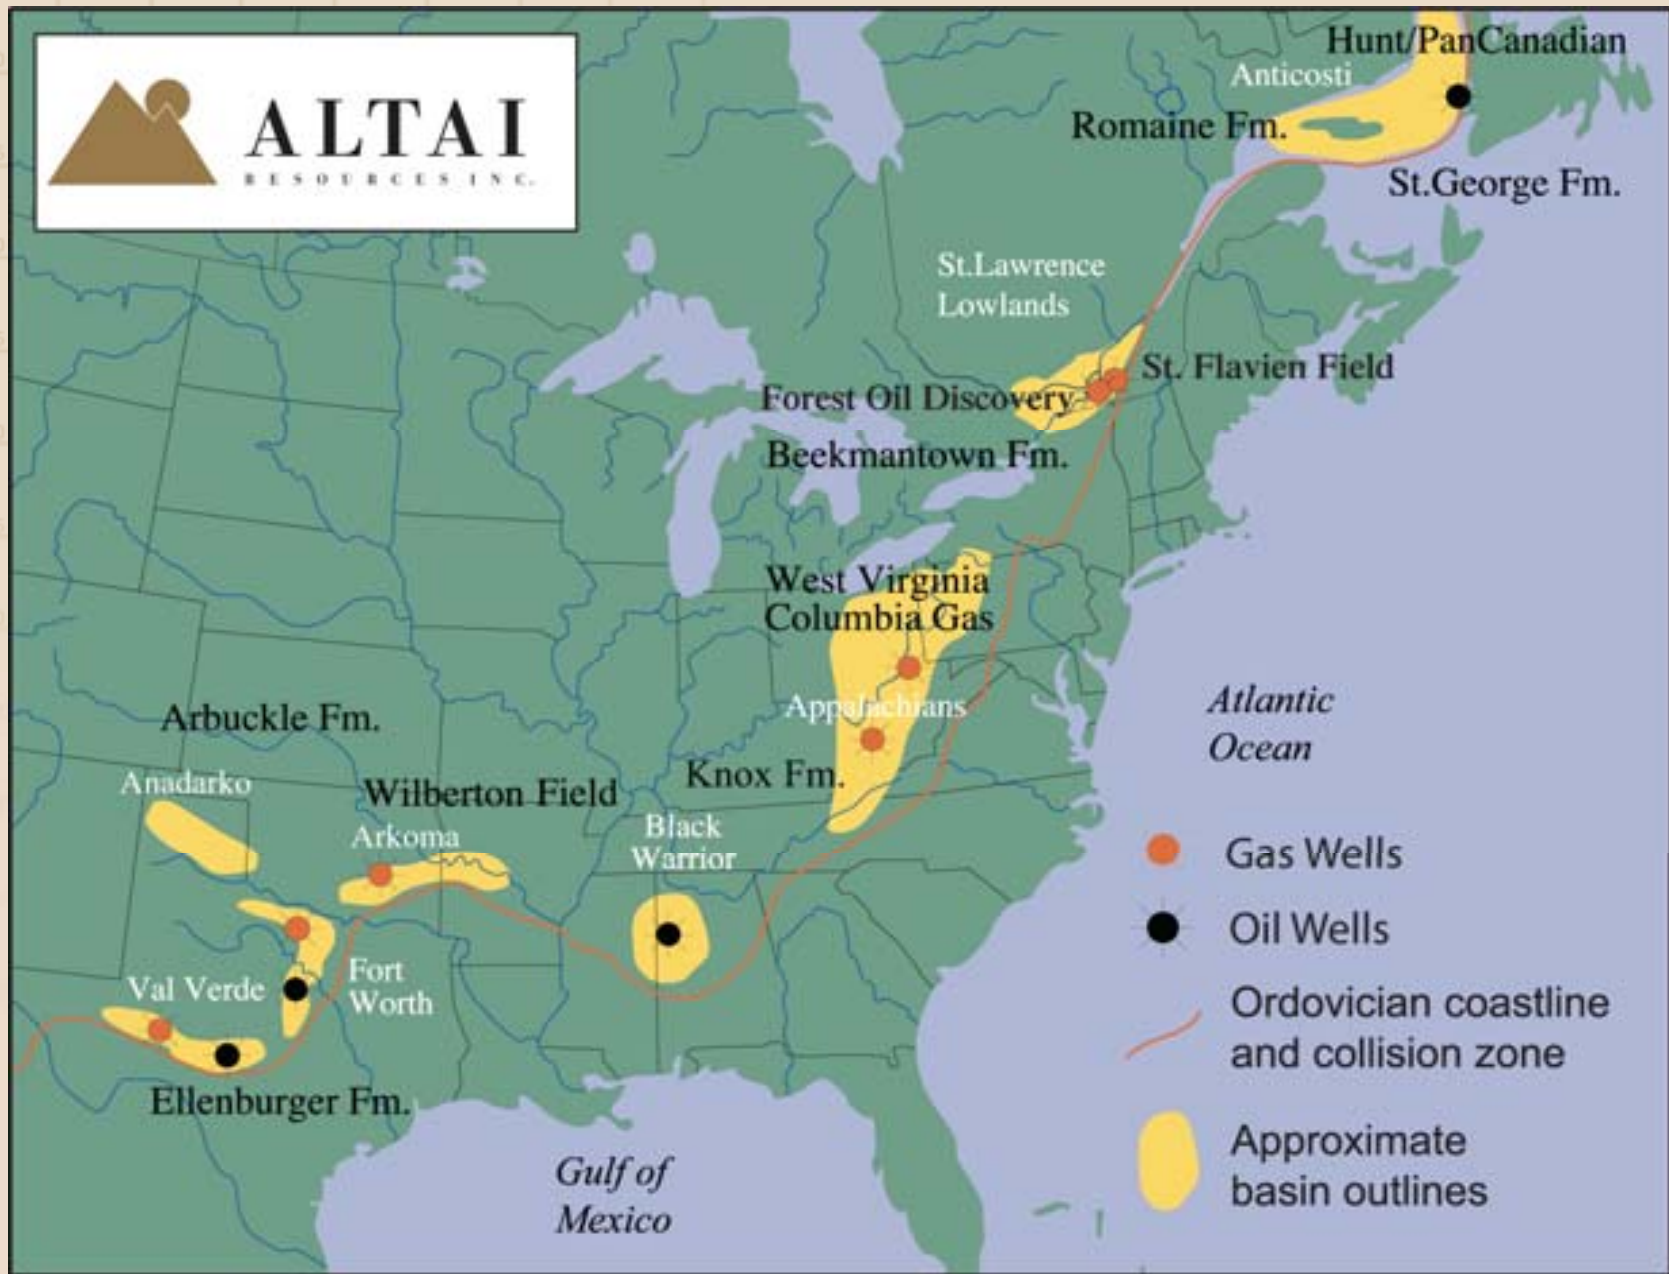 ALTAI
RESOURCES INC.
Hunt/PanCanadian
Anticosti
Romaine Fm.
St.George Fm.
St.Lawrence
Lowlands
St. Flavien Field
Forest Oil Discovery
Beekmantown Fm.
West Virginia
Columbia Gas
Appalachians
Knox Fm.
Arbuckle Fm.
Anadarko
Wilberton Field
Arkoma
Black
Warrior
Val Verde
Fort
Worth
Ellenburger Fm.
Gulf of
Mexico
Atlantic
Ocean
Gas Wells
Oil Wells
Ordovician coastline
and collision zone
Approximate
basin outlines